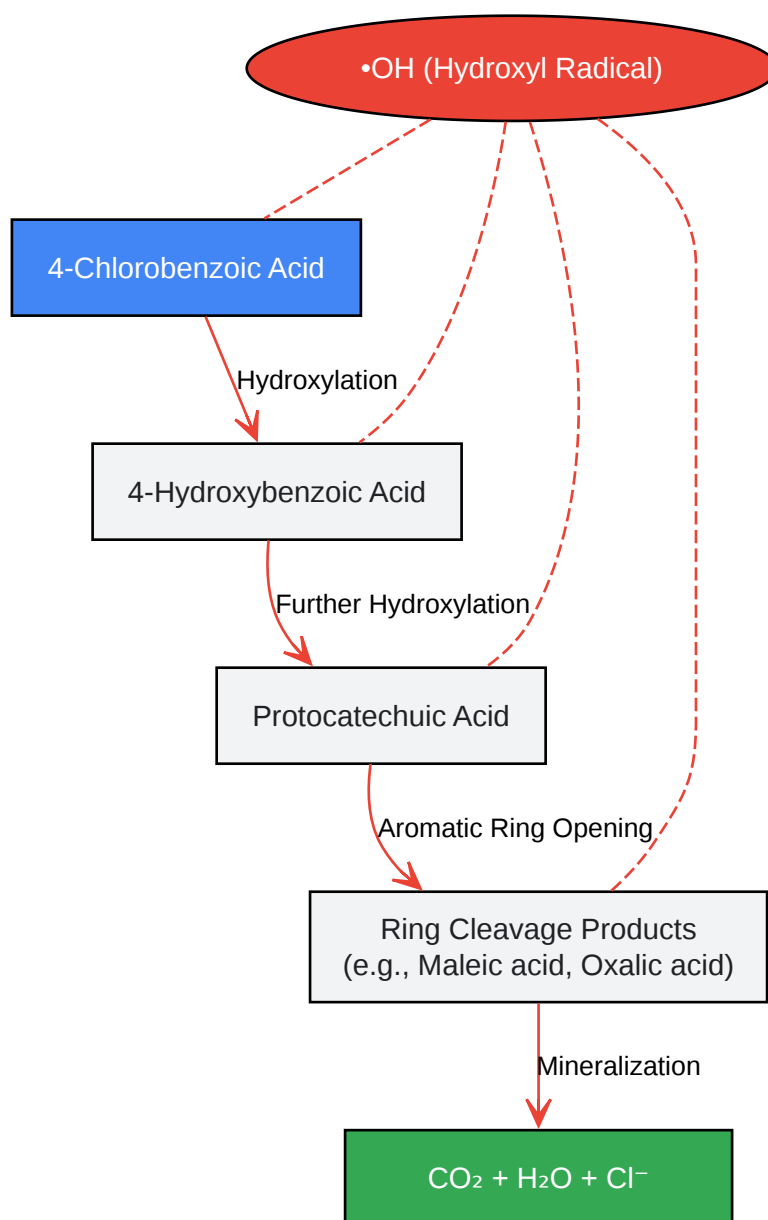 •OH (Hydroxyl Radical)
4-Chlorobenzoic Acid
Hydroxylation
4-Hydroxybenzoic Acid
Further Hydroxylation
Protocatechuic Acid
Aromatic Ring Opening
Ring Cleavage Products
(e.g., Maleic acid, Oxalic acid)
Mineralization
CO₂ + H₂O + Cl⁻